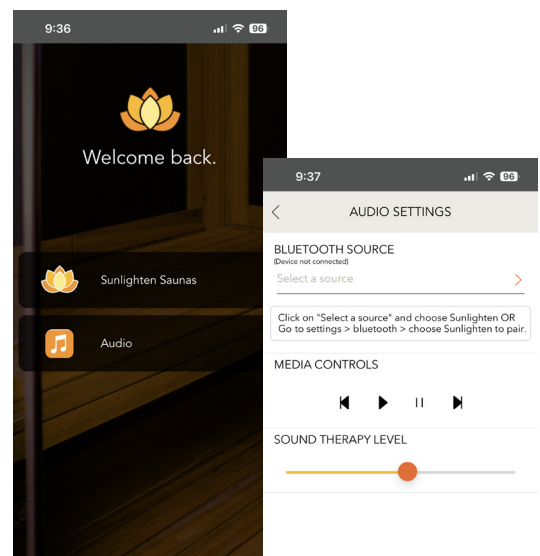 9:36
96
Welcome back.
Sunlighten Saunas
Audio
9:37
96
AUDIO SETTINGS
BLUETOOTH SOURCE
(Device not connected)
Select a source
Click on "Select a source" and choose Sunlighten OR
Go to settings > bluetooth > choose Sunlighten to pair.
MEDIA CONTROLS
SOUND THERAPY LEVEL